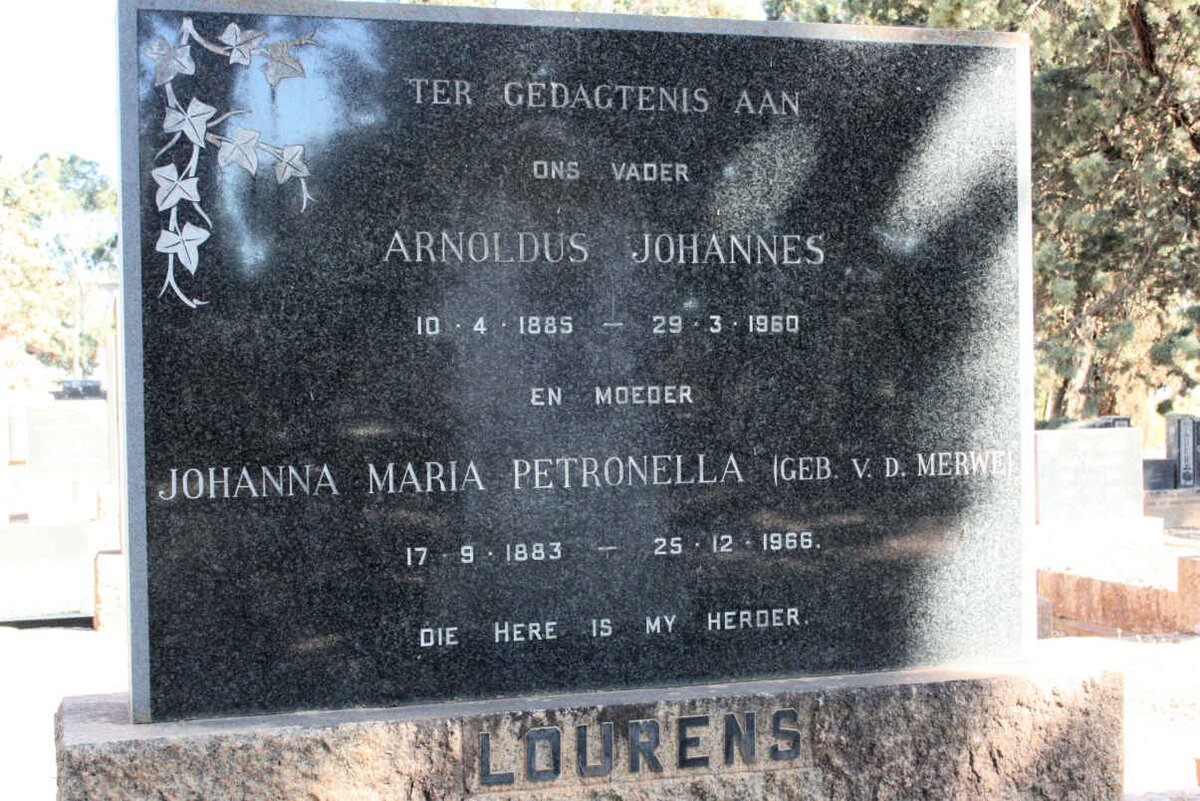 TER GEDAGTENIS AAN
ONS VADER
ARNOLDUS JOHANNES
10 · 4 · 1885 — 29 · 3 · 1960
EN MOEDER
JOHANNA MARIA PETRONELLA (GEB. V. D. MERWE)
17 · 9 · 1883 — 25 · 12 · 1966.
DIE HERE IS MY HERDER.
LOURENS